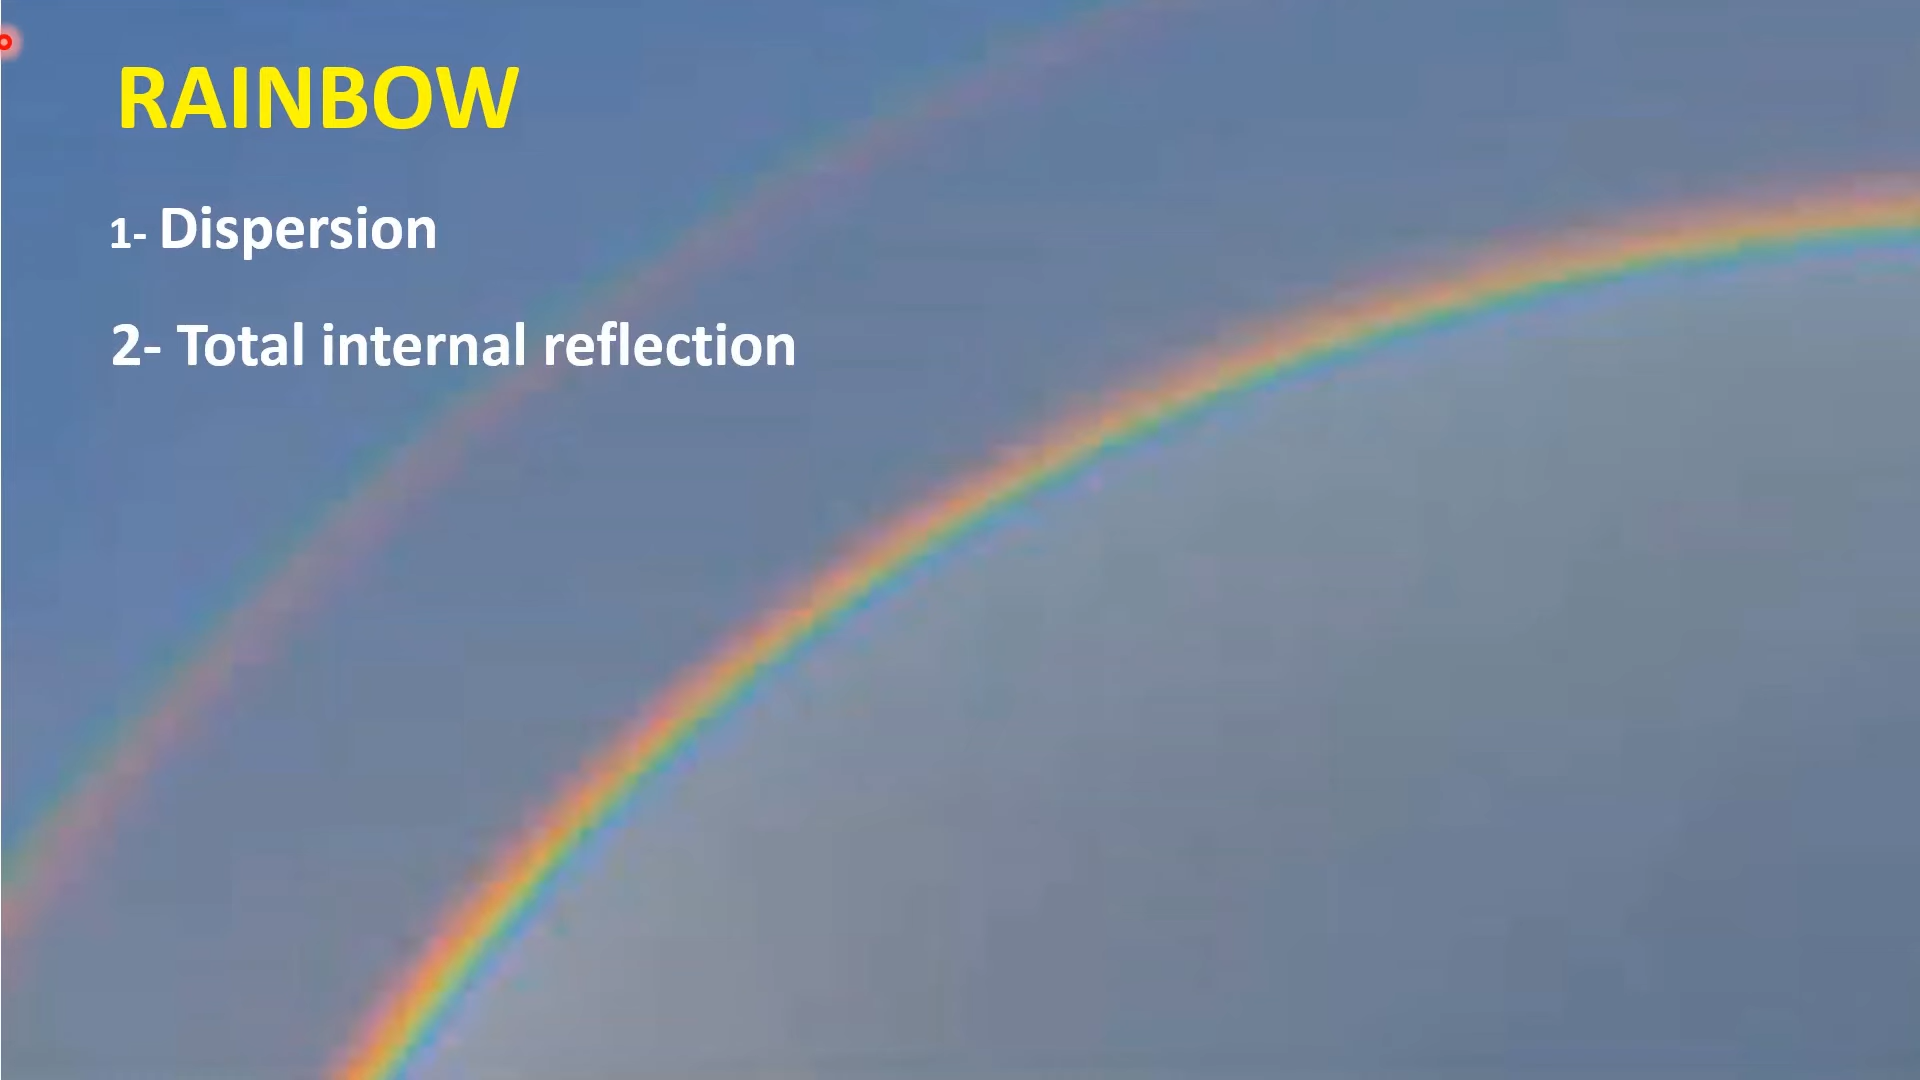 RAINBOW
1- Dispersion
2- Total internal reflection